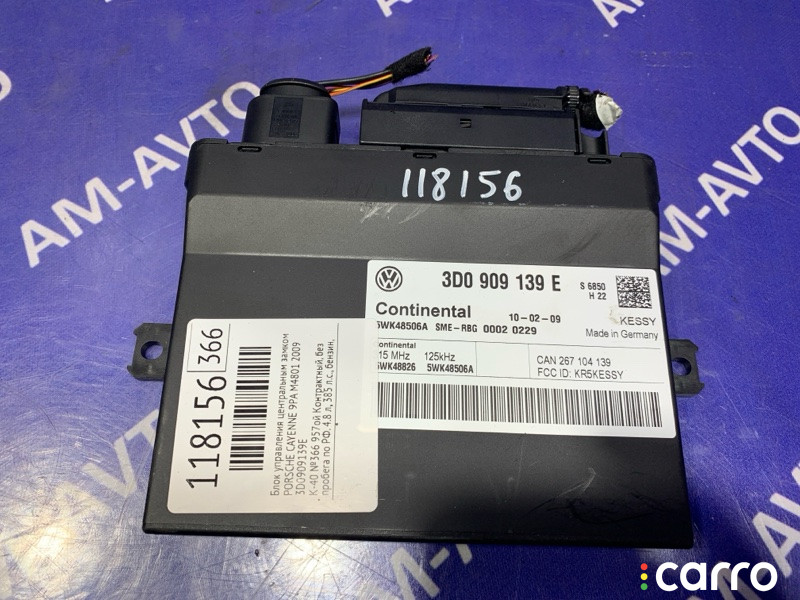 118156
3D0 909 139 E
S 6850
H 22
Continental
10-02-09
KESSY
5WK48506A SME-RBG 0002 0229
Made in Germany
Continental
15 MHz 125kHz
5WK48826 5WK48506A
CAN 267 104 139
FCC ID: KR5KESSY
118156 366
Блок управления центральным замком
PORSCHE CAYENNE 9PA M4801 2009
3D0909139E
К-40 №366 957ой Контрактный, без
пробега по РФ. 4.8 л, 385 л.с., бензин,
AM-AVTO
AM-AVTO
AM-AVTO
carro